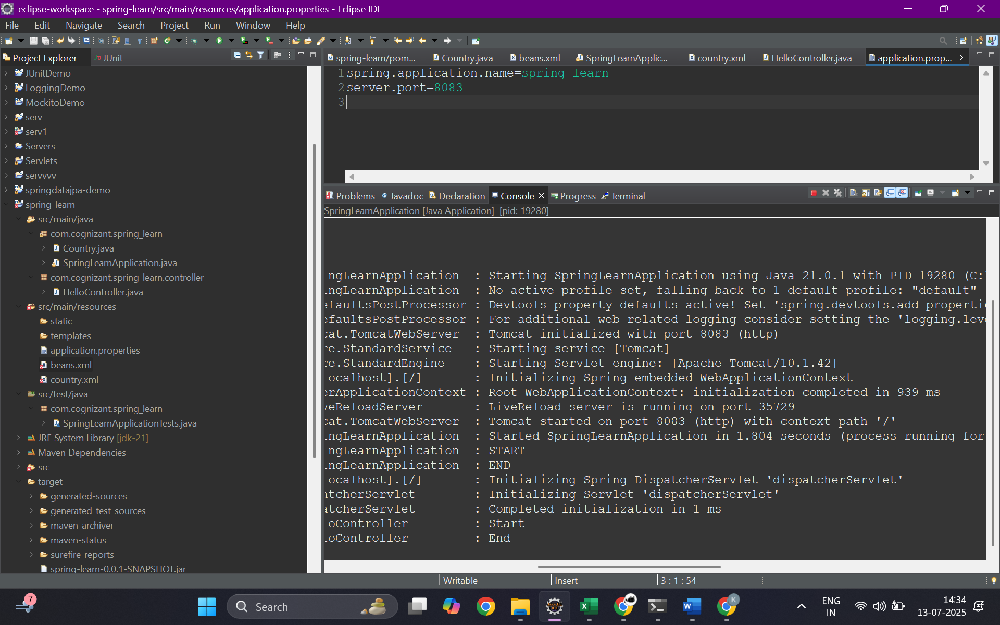 eclipse-workspace - spring-learn/src/main/resources/application.properties - Eclipse IDE
File Edit Navigate Search Project Run Window Help
Project Explorer
JUnit
JUnitDemo
LoggingDemo
MockitoDemo
serv
serv1
Servers
Servlets
servvvv
springdatajpa-demo
spring-learn
src/main/java
com.cognizant.spring_learn
Country.java
SpringLearnApplication.java
com.cognizant.spring_learn.controller
HelloController.java
src/main/resources
static
templates
application.properties
beans.xml
country.xml
src/test/java
com.cognizant.spring_learn
SpringLearnApplicationTests.java
JRE System Library [jdk-21]
Maven Dependencies
src
target
generated-sources
generated-test-sources
maven-archiver
maven-status
surefire-reports
spring-learn-0.0.1-SNAPSHOT.jar
spring-learn/pom... Country.java beans.xml SpringLearnApplic... country.xml HelloController.java application.prop...
1 spring.application.name=spring-learn
2 server.port=8083
3
Problems Javadoc Declaration Console Progress Terminal
SpringLearnApplication [Java Application] [pid: 19280]
ingLearnApplication : Starting SpringLearnApplication using Java 21.0.1 with PID 19280 (C:
ingLearnApplication : No active profile set, falling back to 1 default profile: "default"
efaultsPostProcessor : Devtools property defaults active! Set 'spring.devtools.add-properti
efaultsPostProcessor : For additional web related logging consider setting the 'logging.leve
cat.TomcatWebServer : Tomcat initialized with port 8083 (http)
re.StandardService : Starting service [Tomcat]
re.StandardEngine : Starting Servlet engine: [Apache Tomcat/10.1.42]
localhost].[/] : Initializing Spring embedded WebApplicationContext
erApplicationContext : Root WebApplicationContext: initialization completed in 939 ms
veReloadServer : LiveReload server is running on port 35729
cat.TomcatWebServer : Tomcat started on port 8083 (http) with context path '/'
ingLearnApplication : Started SpringLearnApplication in 1.804 seconds (process running for
ingLearnApplication : START
ingLearnApplication : END
localhost].[/] : Initializing Spring DispatcherServlet 'dispatcherServlet'
atcherServlet : Initializing Servlet 'dispatcherServlet'
atcherServlet : Completed initialization in 1 ms
loController : Start
loController : End
Writable Insert 3 : 1 : 54
7
Search
K
ENG
IN
14:34
13-07-2025